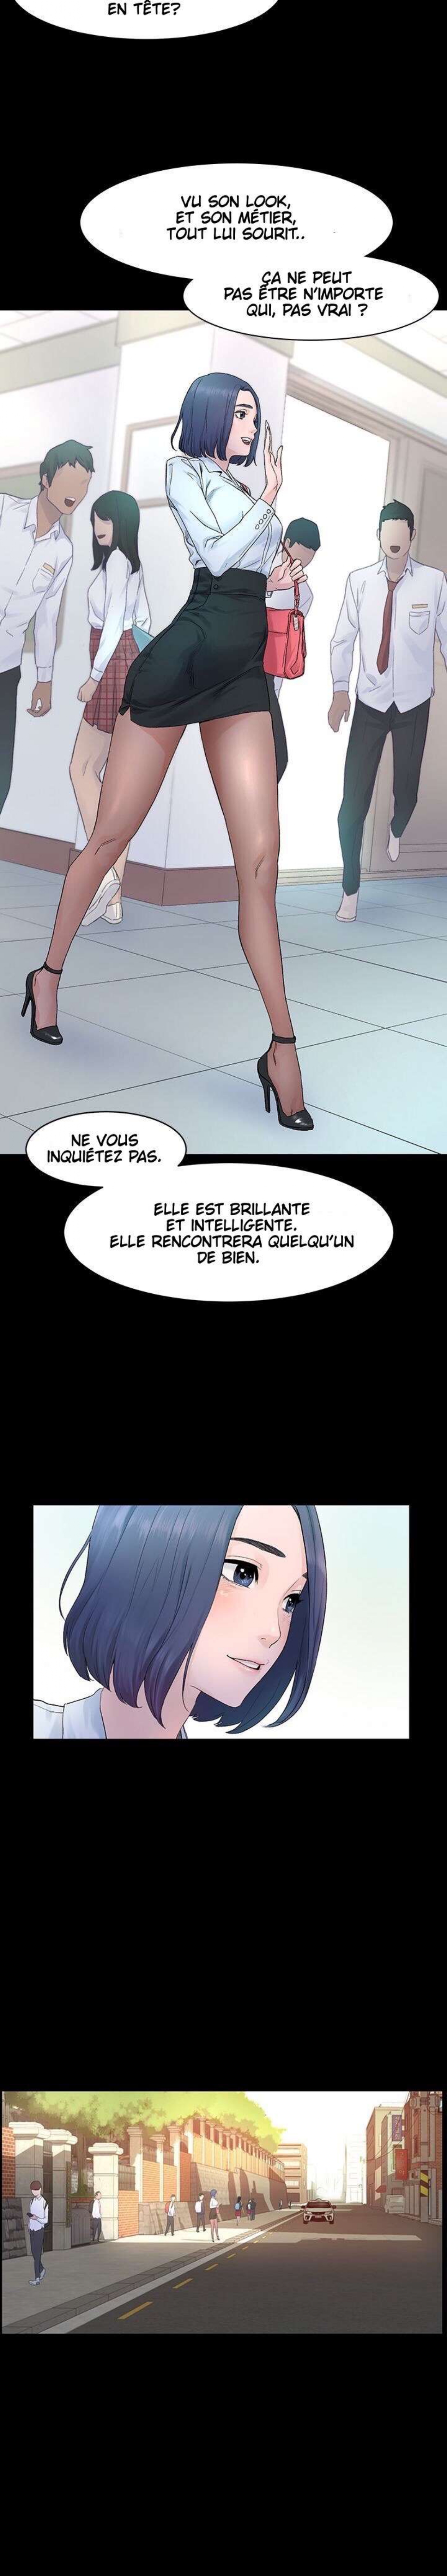 EN TÊTE?
VU SON LOOK,
ET SON MÉTIER,
TOUT LUI SOURIT..
ÇA NE PEUT
PAS ÊTRE N'IMPORTE
QUI, PAS VRAI ?
NE VOUS
INQUIÉTEZ PAS.
ELLE EST BRILLANTE
ET INTELLIGENTE.
ELLE RENCONTRERA QUELQU'UN
DE BIEN.